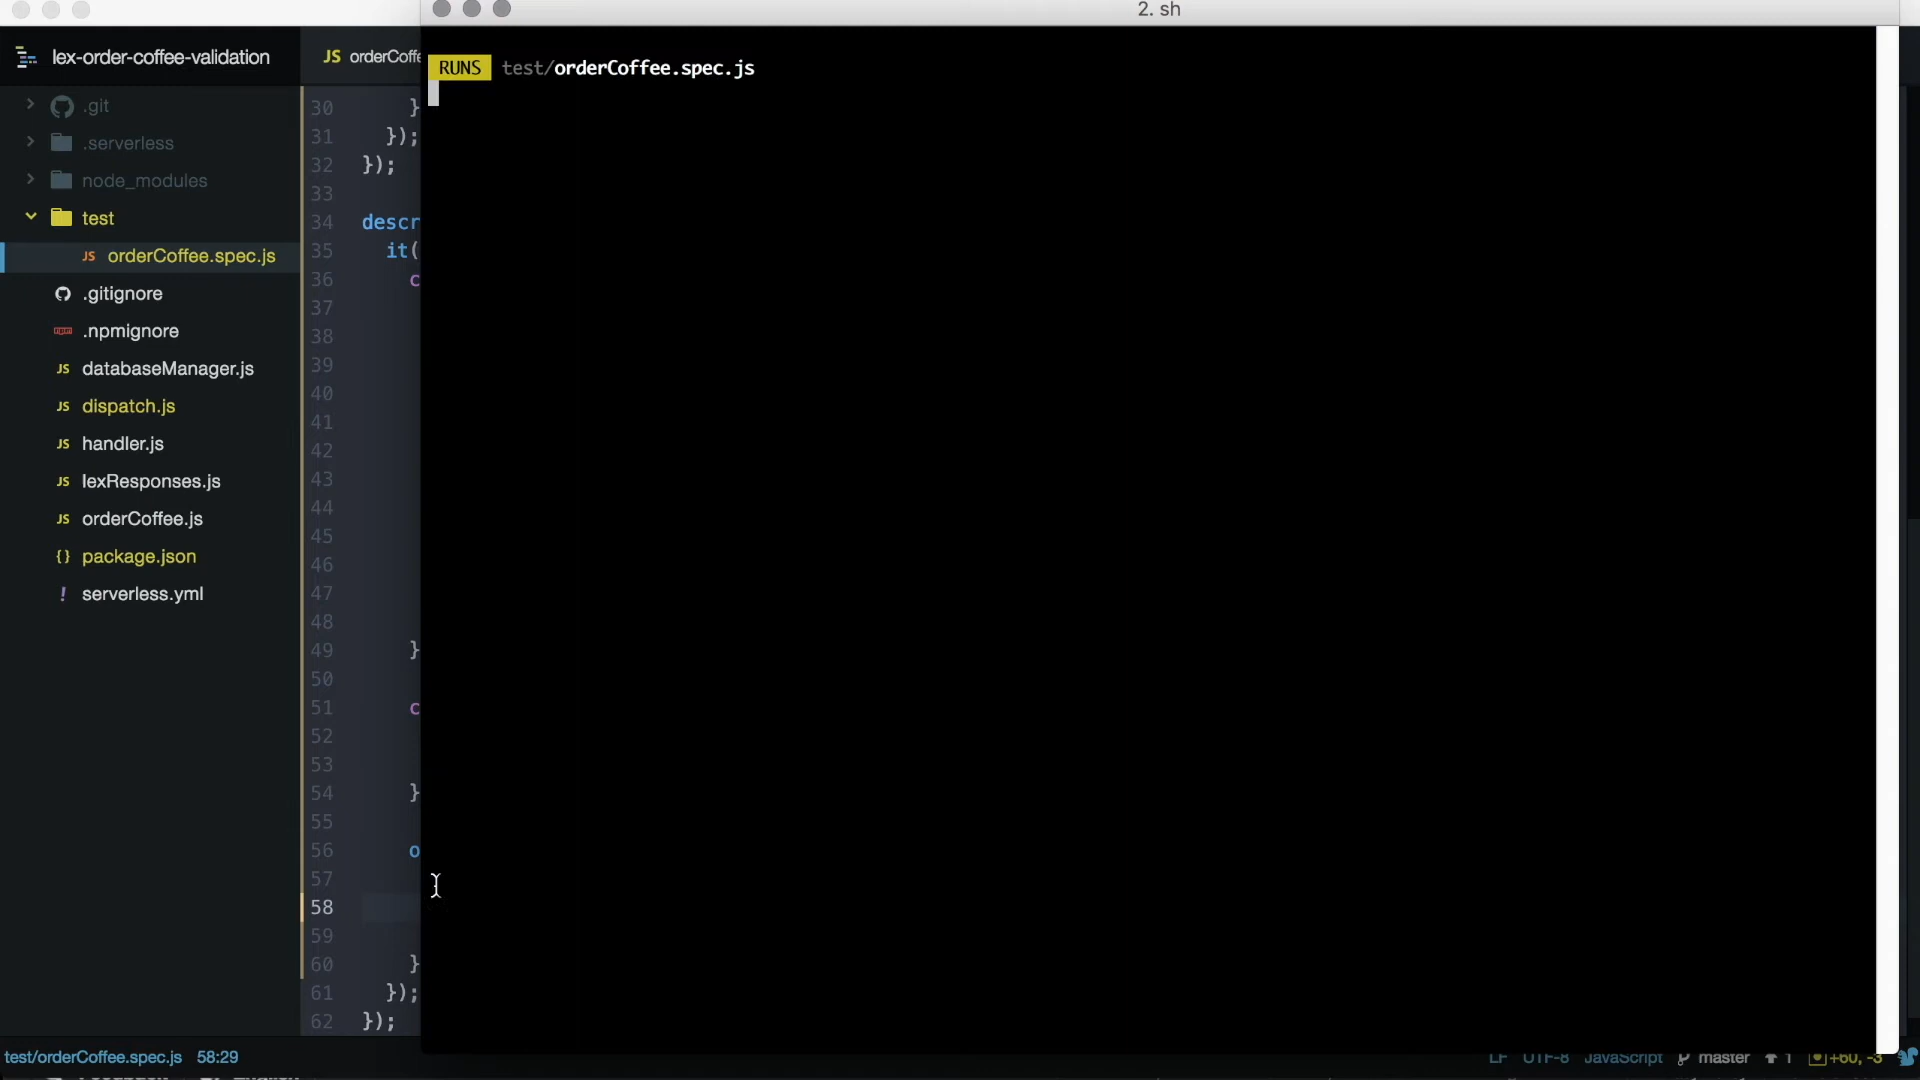 2. sh
lex-order-coffee-validation
JS orderCoffe
RUNS test/orderCoffee.spec.js
.git
.serverless
node_modules
test
JS orderCoffee.spec.js
.gitignore
.npmignore
JS databaseManager.js
JS dispatch.js
JS handler.js
JS lexResponses.js
JS orderCoffee.js
{} package.json
! serverless.yml
30 }
31 });
32 });
33
34 descr
35 it(
36 c
37
38
39
40
41
42
43
44
45
46
47
48
49 }
50
51 c
52
53
54 }
55
56 o
57
58
59
60 }
61 });
62 });
test/orderCoffee.spec.js 58:29
LF UTF-8 JavaScript master 1 +60, -3